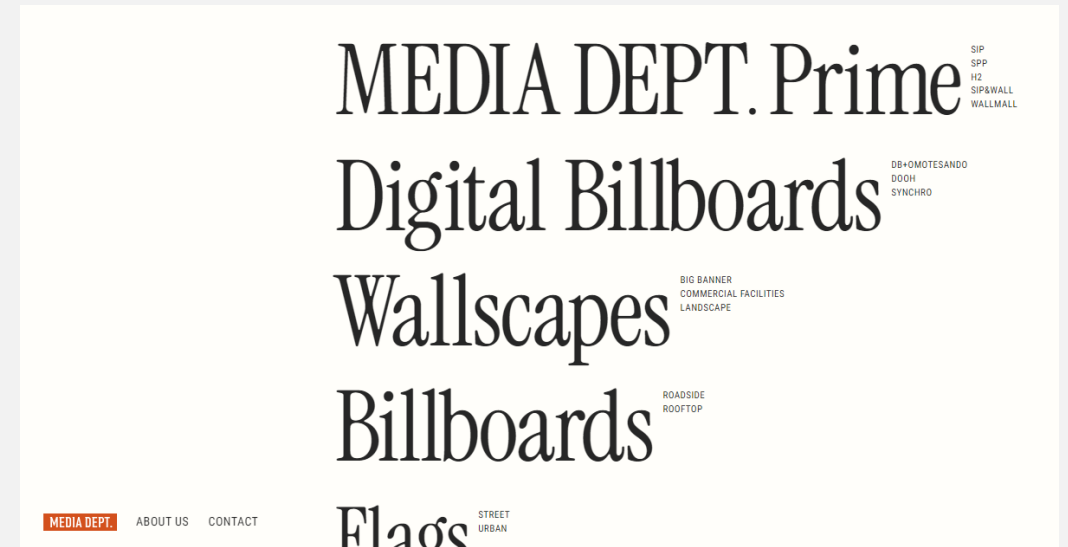 MEDIA DEPT. Prime
SIP
SPP
H2
SIP&WALL
WALLMALL
Digital Billboards
DB+OMOTESANDO
DOOH
SYNCHRO
Wallscapes
BIG BANNER
COMMERCIAL FACILITIES
LANDSCAPE
Billboards
ROADSIDE
ROOFTOP
Flags
STREET
URBAN
MEDIA DEPT. ABOUT US CONTACT